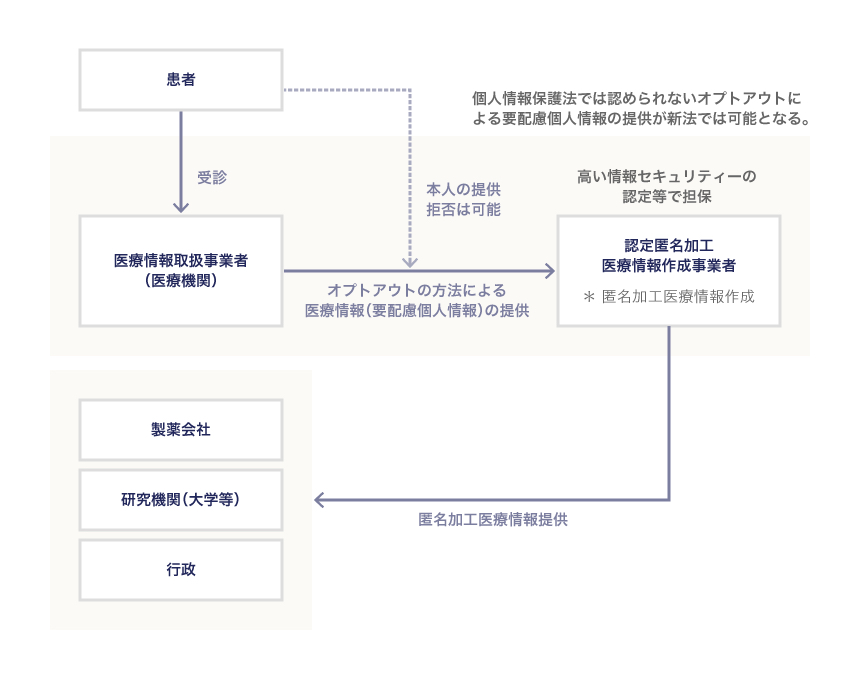 患者
個人情報保護法では認められないオプトアウトに
よる要配慮個人情報の提供が新法では可能となる。
受診
本人の提供
拒否は可能
高い情報セキュリティーの
認定等で担保
医療情報取扱事業者
（医療機関）
認定匿名加工
医療情報作成事業者
＊ 匿名加工医療情報作成
オプトアウトの方法による
医療情報（要配慮個人情報）の提供
製薬会社
研究機関（大学等）
行政
匿名加工医療情報提供